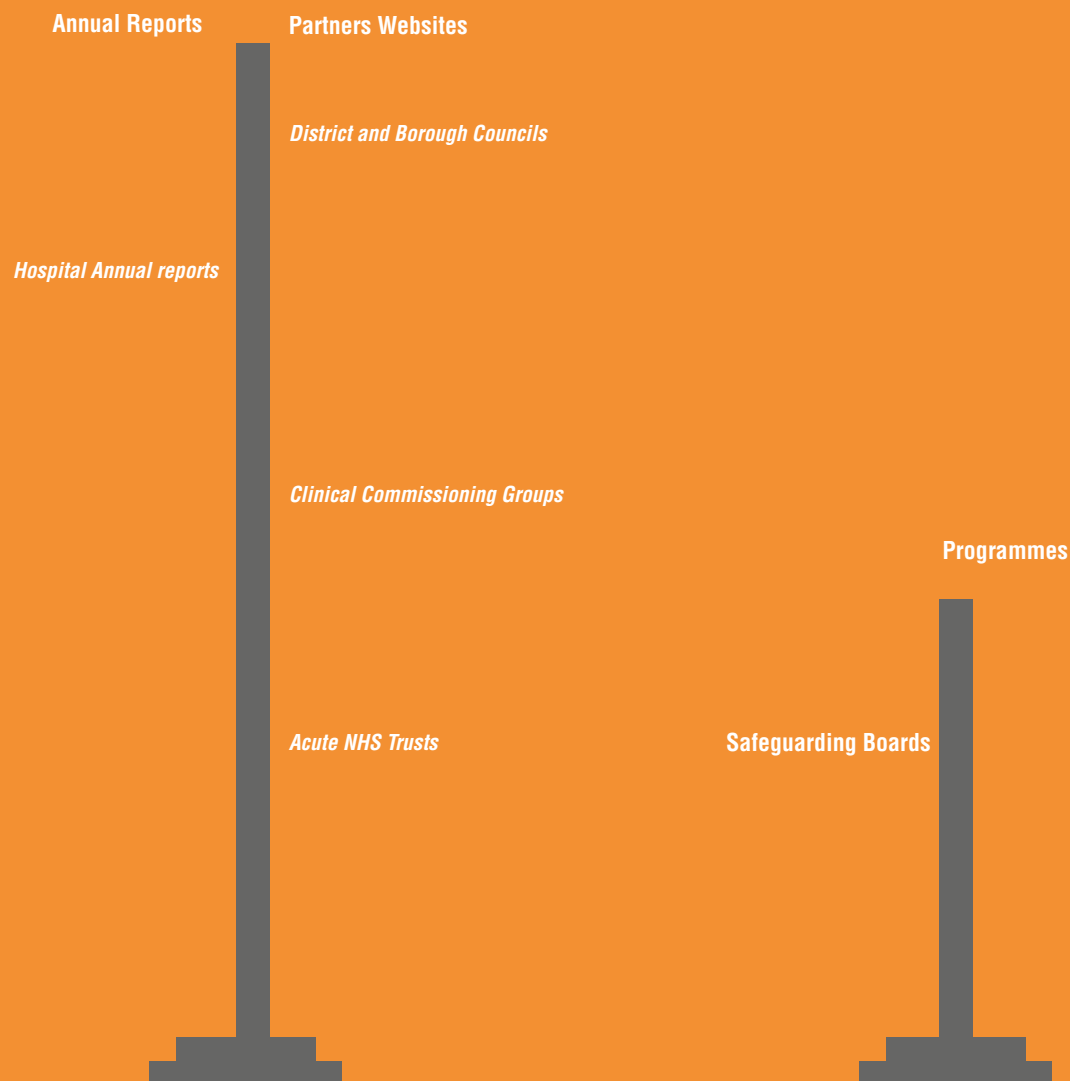 Annual Reports
Partners Websites
District and Borough Councils
Hospital Annual reports
Clinical Commissioning Groups
Programmes
Acute NHS Trusts
Safeguarding Boards